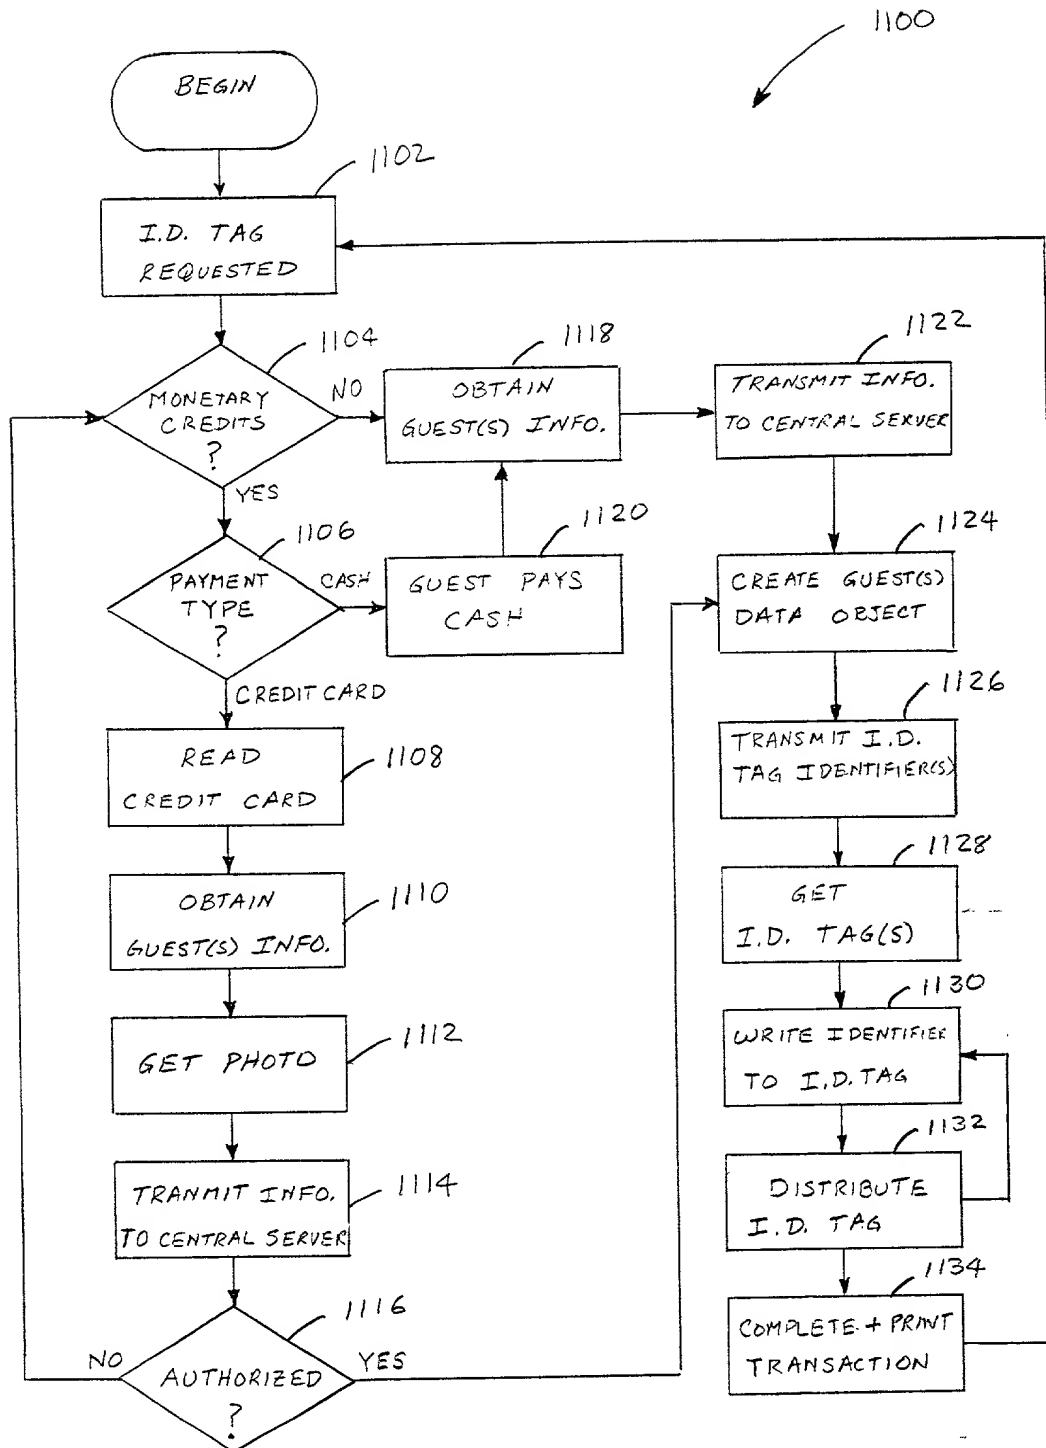 1100
BEGIN
1102
I.D. TAG
REQUESTED
1104
MONETARY
CREDITS
?
NO
YES
1118
OBTAIN
GUEST(S) INFO.
1122
TRANSMIT INFO.
TO CENTRAL SERVER
1106
PAYMENT
TYPE
?
CASH
CREDIT CARD
1120
GUEST PAYS
CASH
1124
CREATE GUEST(S)
DATA OBJECT
1108
READ
CREDIT CARD
1126
TRANSMIT I.D.
TAG IDENTIFIER(S)
1110
OBTAIN
GUEST(S) INFO.
1128
GET
I.D. TAG(S)
1112
GET PHOTO
1130
WRITE IDENTIFIER
TO I.D. TAG
1114
TRANMIT INFO.
TO CENTRAL SERVER
1132
DISTRIBUTE
I.D. TAG
1116
AUTHORIZED
?
NO
YES
1134
COMPLETE + PRINT
TRANSACTION